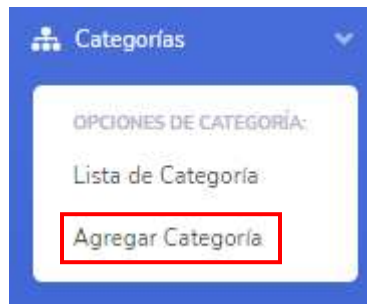 Categorías
OPCIONES DE CATEGORÍA:
Lista de Categoría
Agregar Categoría